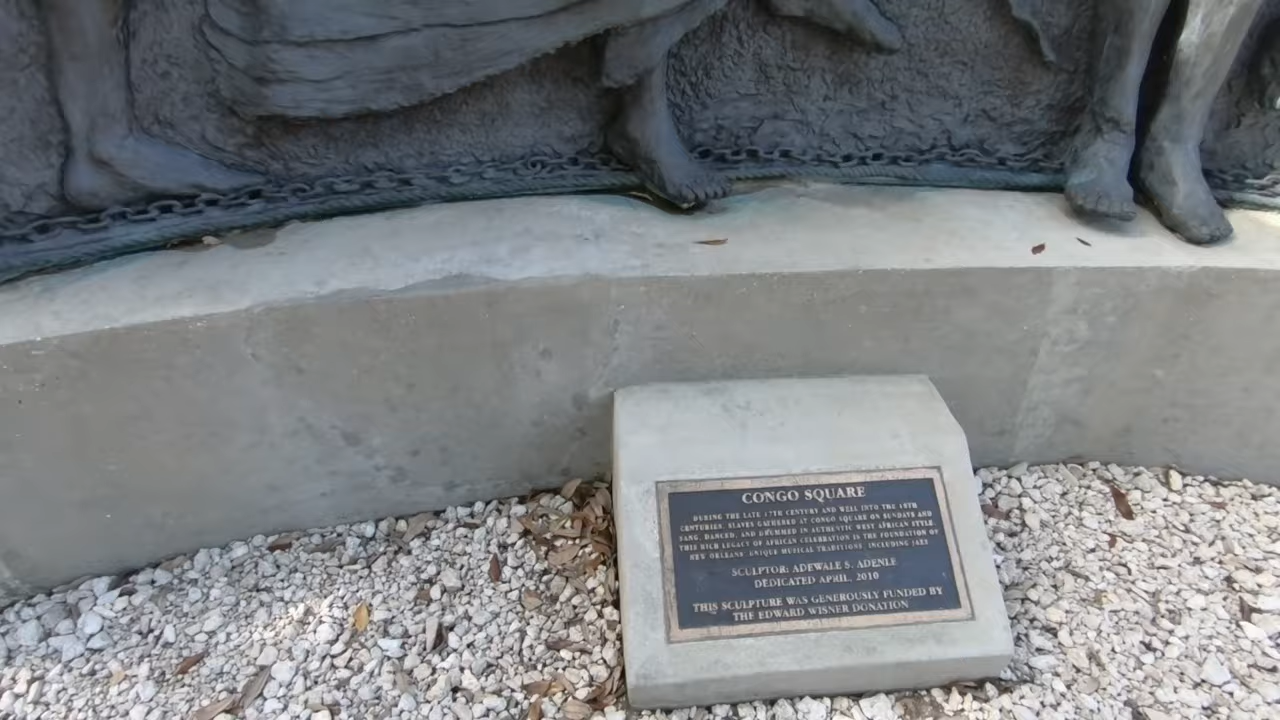 CONGO SQUARE
DURING THE LATE 17TH CENTURY AND WELL INTO THE 18TH
CENTURIES, SLAVES GATHERED AT CONGO SQUARE ON SUNDAYS AND
SANG, DANCED, AND DRUMMED IN AUTHENTIC WEST AFRICAN STYLE.
THIS RICH LEGACY OF AFRICAN CELEBRATION IS THE FOUNDATION OF
NEW ORLEANS' UNIQUE MUSICAL TRADITIONS, INCLUDING JAZZ
SCULPTOR: ADEWALE S. ADENLE
DEDICATED APRIL, 2010
THIS SCULPTURE WAS GENEROUSLY FUNDED BY
THE EDWARD WISNER DONATION